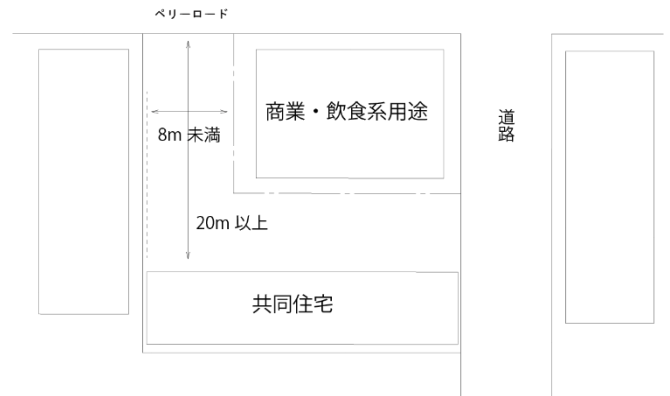 ペリーロード
商業・飲食系用途
道路
8m 未満
20m 以上
共同住宅